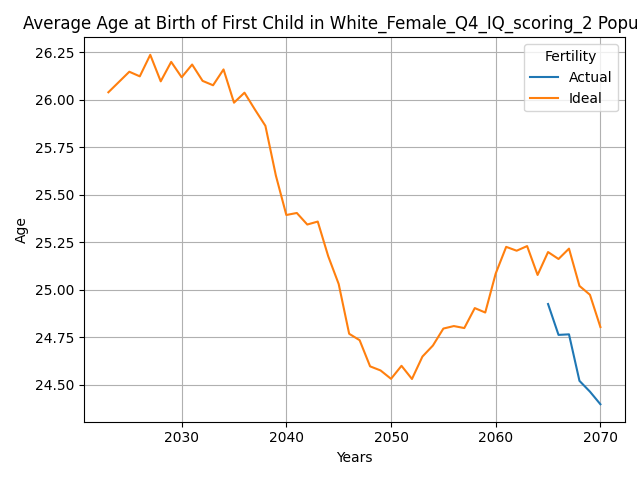 Average Age at Birth of First Child in White_Female_Q4_IQ_scoring_2 Popu
Fertility
Actual
Ideal
26.25
26.00
25.75
25.50
25.25
25.00
24.75
24.50
Age
2030 2040 2050 2060 2070
Years